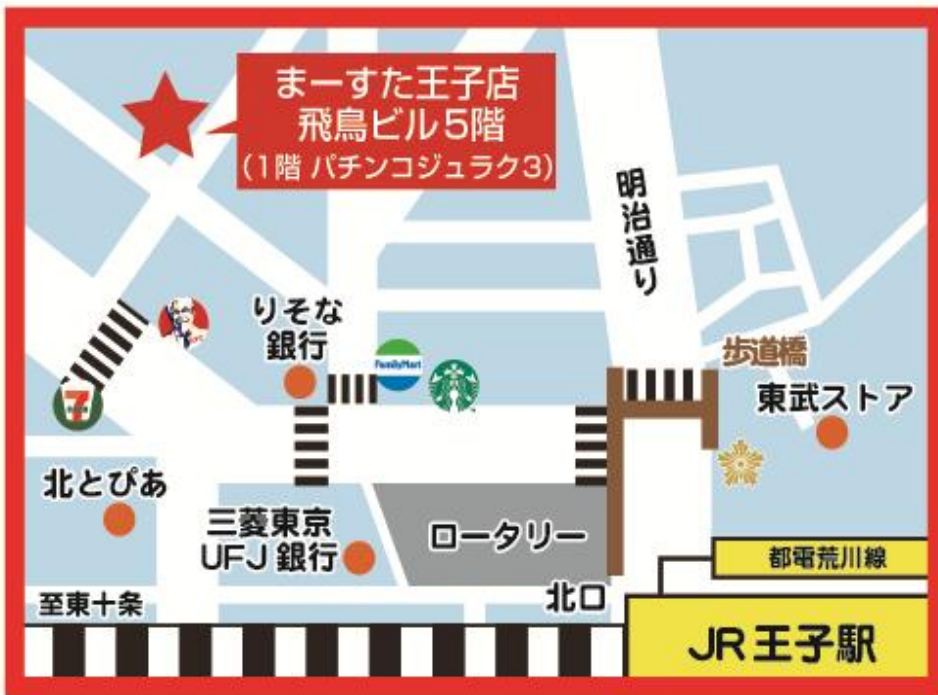 まーすた王子店
飛鳥ビル5階
(1階 パチンコジュラク3)
明治通り
りそな
銀行
FamilyMart
歩道橋
東武ストア
7
北とぴあ
三菱東京
UFJ 銀行
ロータリー
都電荒川線
北口
至東十条
JR 王子駅